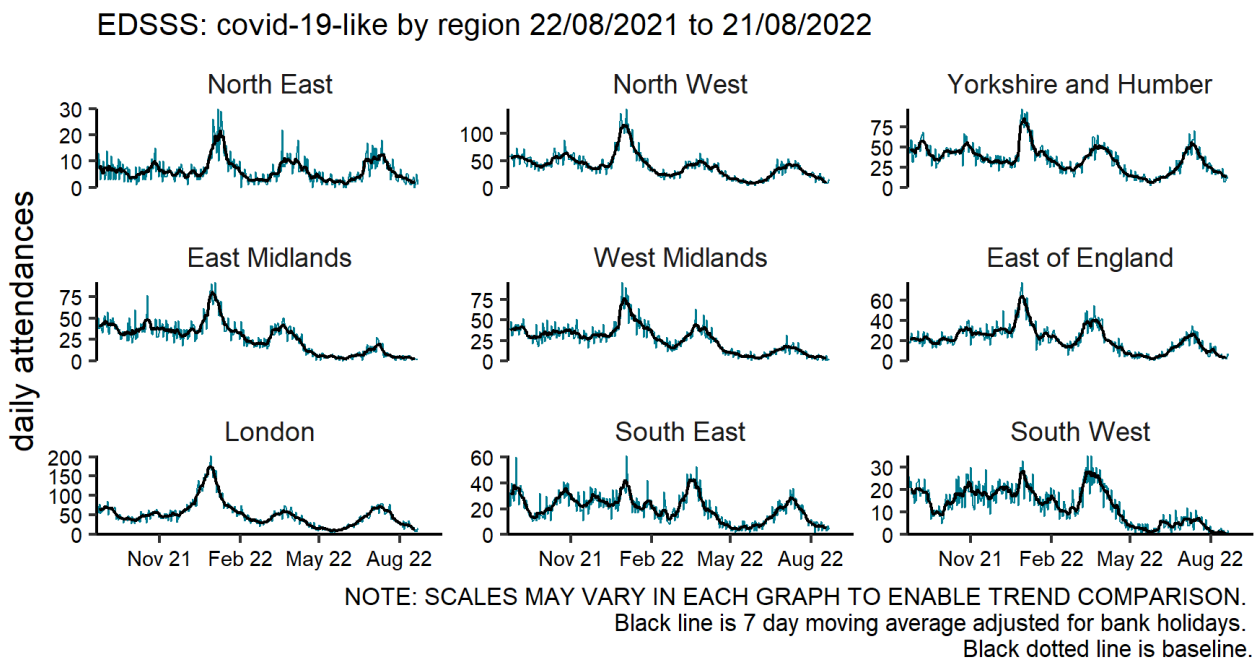 EDSSS: covid-19-like by region 22/08/2021 to 21/08/2022
daily attendances
North East
30
20
10
0
North West
100
50
0
Yorkshire and Humber
75
50
25
0
East Midlands
75
50
25
0
West Midlands
75
50
25
0
East of England
60
40
20
0
London
200
150
100
50
0
Nov 21 Feb 22 May 22 Aug 22
South East
60
40
20
0
Nov 21 Feb 22 May 22 Aug 22
South West
30
20
10
0
Nov 21 Feb 22 May 22 Aug 22
NOTE: SCALES MAY VARY IN EACH GRAPH TO ENABLE TREND COMPARISON.
Black line is 7 day moving average adjusted for bank holidays.
Black dotted line is baseline.